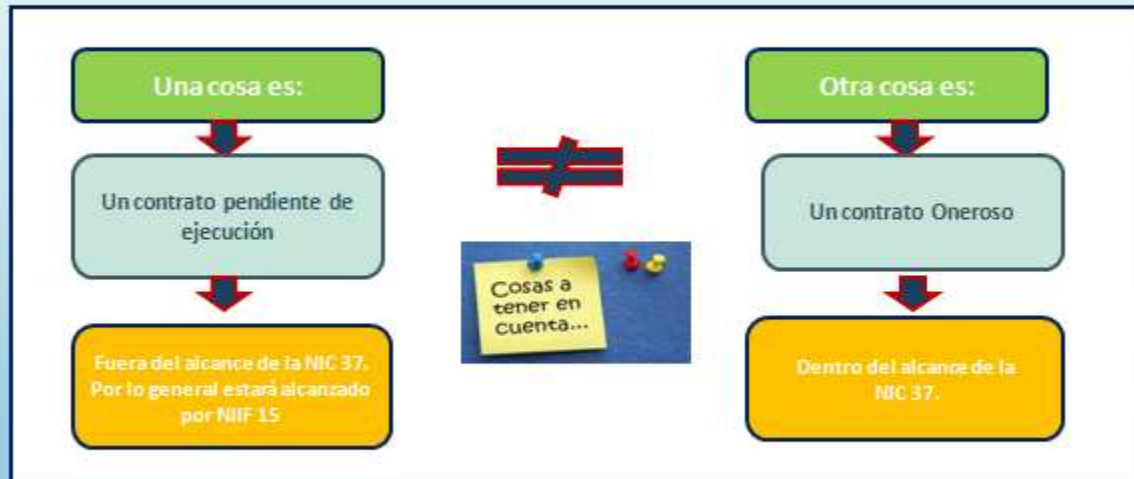 Una cosa es:
Un contrato pendiente de
ejecución
Fuera del alcance de la NIC 37.
Por lo general estará alcanzado
por NIIF 15
Cosas a
tener en
cuenta...
Otra cosa es:
Un contrato Oneroso
Dentro del alcance de la
NIC 37.